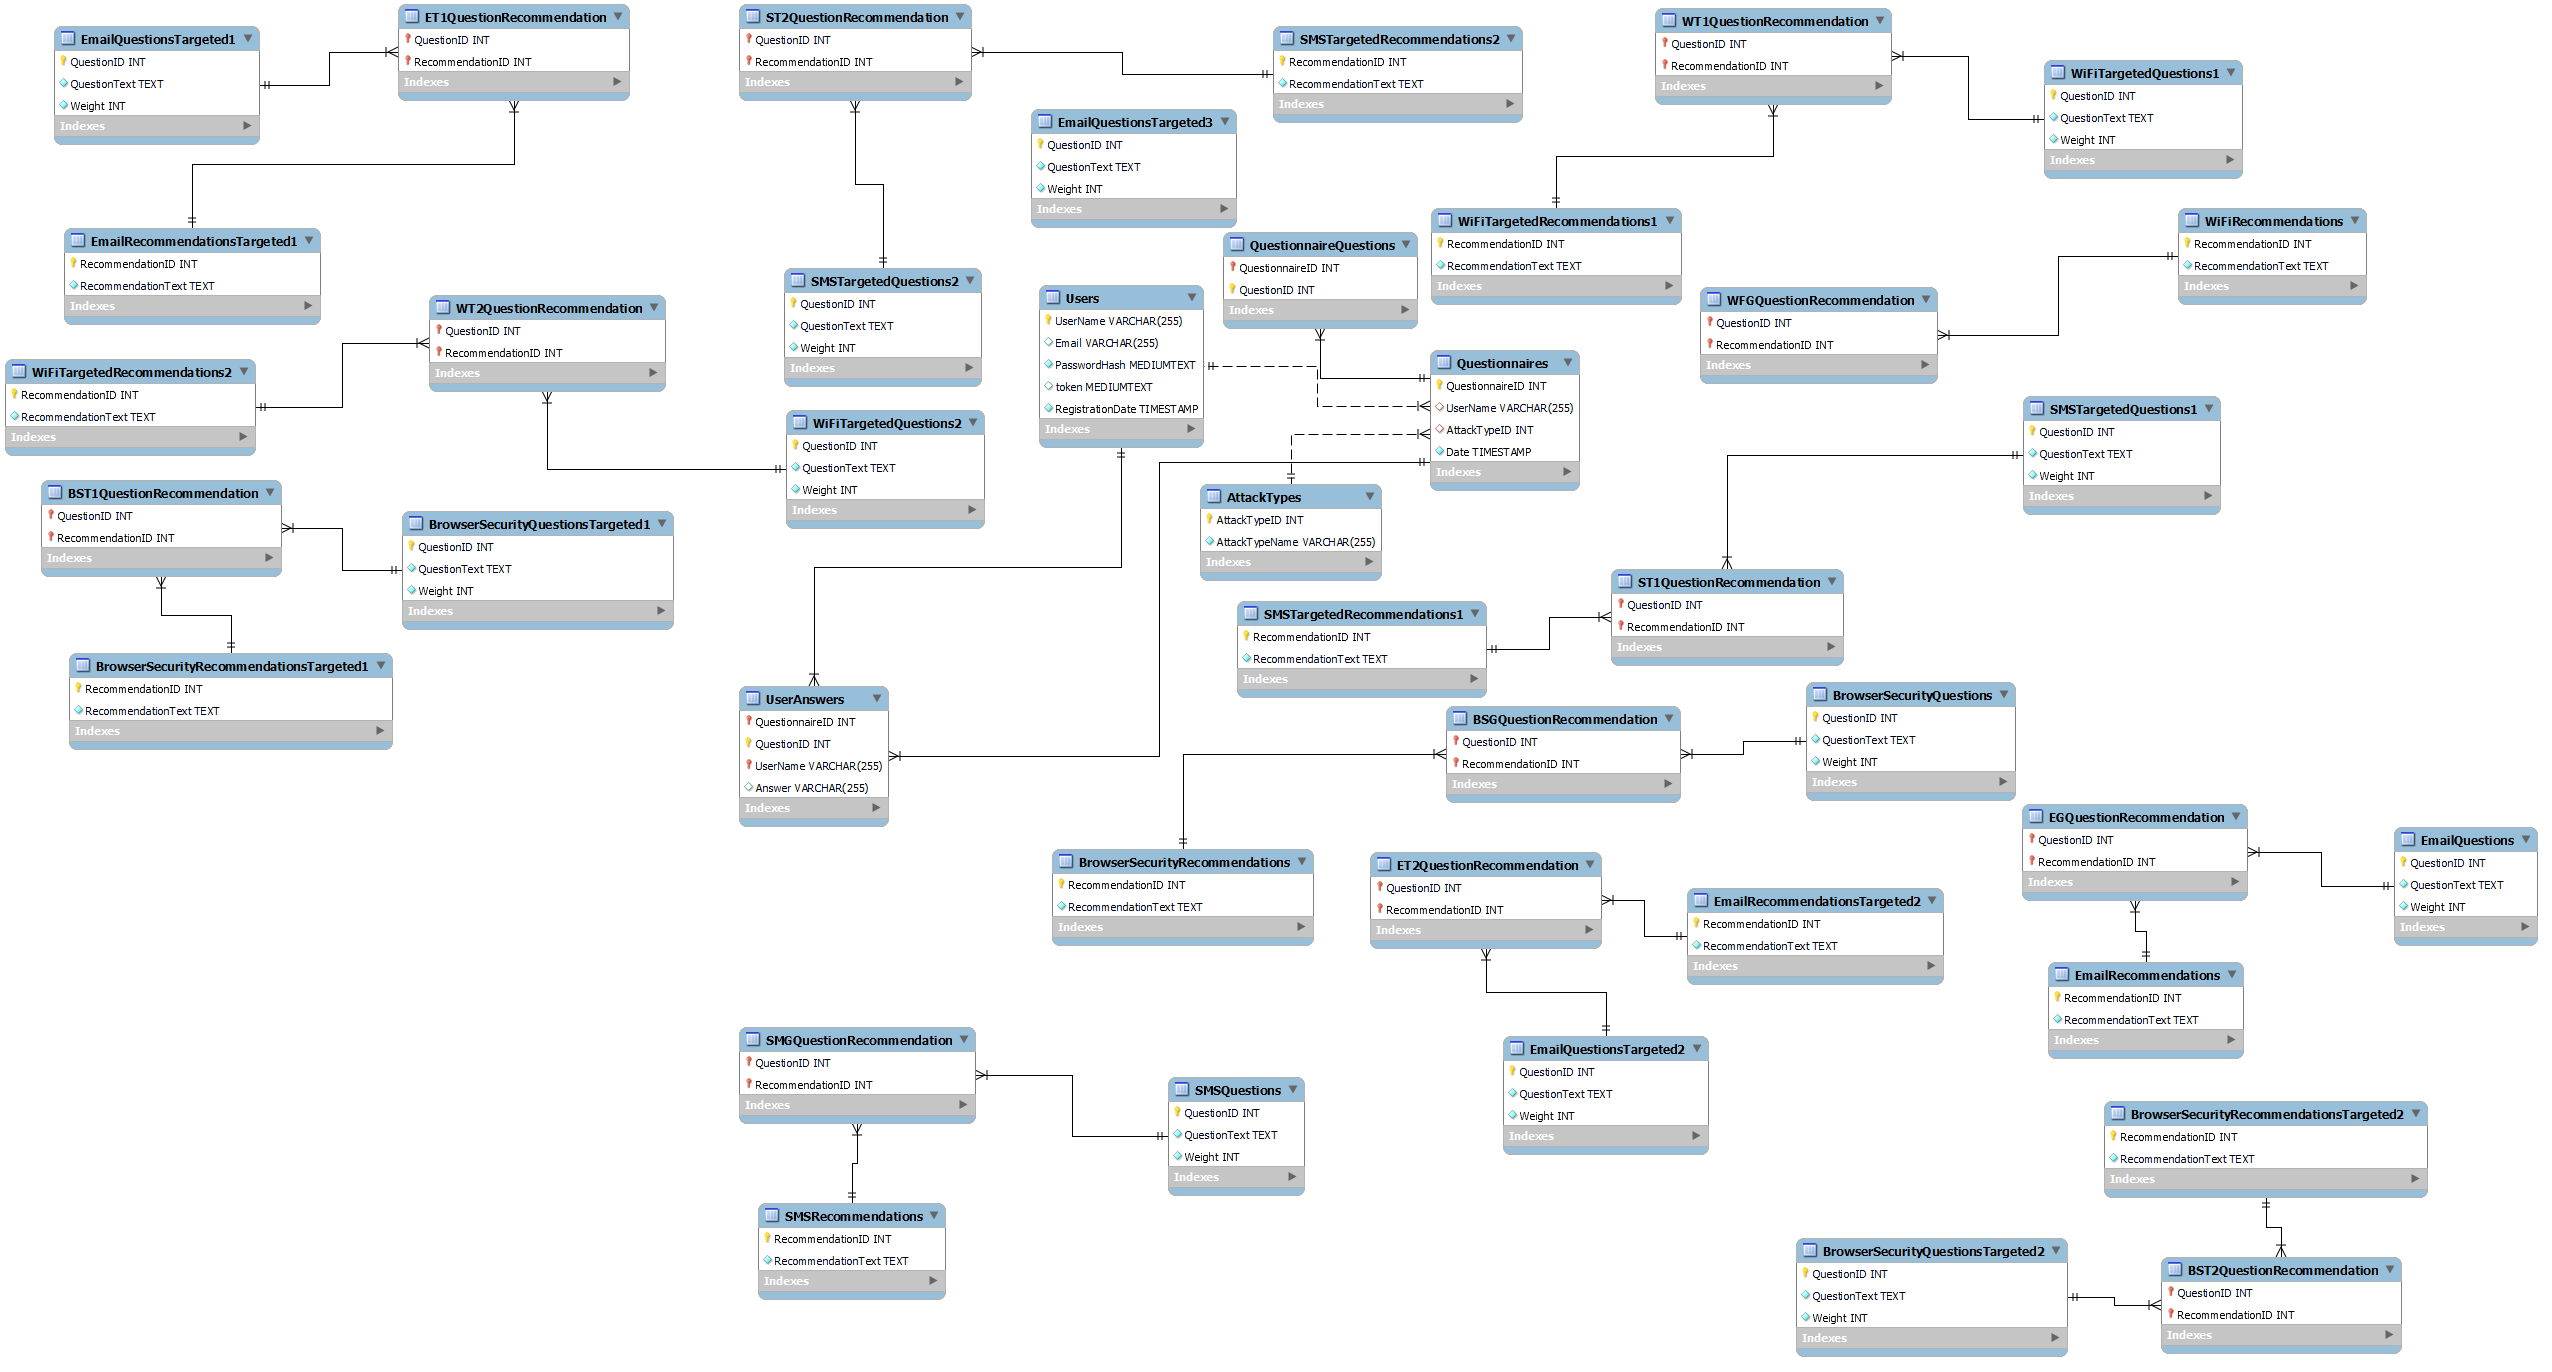 EmailQuestionsTargeted1
QuestionID INT
QuestionText TEXT
Weight INT
Indexes
ET1QuestionRecommendation
QuestionID INT
RecommendationID INT
Indexes
ST2QuestionRecommendation
QuestionID INT
RecommendationID INT
Indexes
SMSTargetedRecommendations2
RecommendationID INT
RecommendationText TEXT
Indexes
WT1QuestionRecommendation
QuestionID INT
RecommendationID INT
Indexes
WiFiTargetedQuestions1
QuestionID INT
QuestionText TEXT
Weight INT
Indexes
EmailQuestionsTargeted3
QuestionID INT
QuestionText TEXT
Weight INT
Indexes
EmailRecommendationsTargeted1
RecommendationID INT
RecommendationText TEXT
Indexes
QuestionnaireQuestions
QuestionnaireID INT
QuestionID INT
Indexes
WiFiTargetedRecommendations1
RecommendationID INT
RecommendationText TEXT
Indexes
WiFiRecommendations
RecommendationID INT
RecommendationText TEXT
Indexes
WT2QuestionRecommendation
QuestionID INT
RecommendationID INT
Indexes
SMSTargetedQuestions2
QuestionID INT
QuestionText TEXT
Weight INT
Indexes
Users
UserName VARCHAR(255)
Email VARCHAR(255)
PasswordHash MEDIUMTEXT
token MEDIUMTEXT
RegistrationDate TIMESTAMP
Indexes
WFGQuestionRecommendation
QuestionID INT
RecommendationID INT
Indexes
WiFiTargetedRecommendations2
RecommendationID INT
RecommendationText TEXT
Indexes
Questionnaires
QuestionnaireID INT
UserName VARCHAR(255)
AttackTypeID INT
Date TIMESTAMP
Indexes
WiFiTargetedQuestions2
QuestionID INT
QuestionText TEXT
Weight INT
Indexes
SMSTargetedQuestions1
QuestionID INT
QuestionText TEXT
Weight INT
Indexes
BST1QuestionRecommendation
QuestionID INT
RecommendationID INT
Indexes
BrowserSecurityQuestionsTargeted1
QuestionID INT
QuestionText TEXT
Weight INT
Indexes
AttackTypes
AttackTypeID INT
AttackTypeName VARCHAR(255)
Indexes
ST1QuestionRecommendation
QuestionID INT
RecommendationID INT
Indexes
SMSTargetedRecommendations1
RecommendationID INT
RecommendationText TEXT
Indexes
BrowserSecurityRecommendationsTargeted1
RecommendationID INT
RecommendationText TEXT
Indexes
UserAnswers
QuestionnaireID INT
QuestionID INT
UserName VARCHAR(255)
Answer VARCHAR(255)
Indexes
BSGQuestionRecommendation
QuestionID INT
RecommendationID INT
Indexes
BrowserSecurityQuestions
QuestionID INT
QuestionText TEXT
Weight INT
Indexes
BrowserSecurityRecommendations
RecommendationID INT
RecommendationText TEXT
Indexes
ET2QuestionRecommendation
QuestionID INT
RecommendationID INT
Indexes
EmailRecommendationsTargeted2
RecommendationID INT
RecommendationText TEXT
Indexes
EGQuestionRecommendation
QuestionID INT
RecommendationID INT
Indexes
EmailQuestions
QuestionID INT
QuestionText TEXT
Weight INT
Indexes
EmailRecommendations
RecommendationID INT
RecommendationText TEXT
Indexes
SMGQuestionRecommendation
QuestionID INT
RecommendationID INT
Indexes
SMSQuestions
QuestionID INT
QuestionText TEXT
Weight INT
Indexes
EmailQuestionsTargeted2
QuestionID INT
QuestionText TEXT
Weight INT
Indexes
BrowserSecurityRecommendationsTargeted2
RecommendationID INT
RecommendationText TEXT
Indexes
SMSRecommendations
RecommendationID INT
RecommendationText TEXT
Indexes
BrowserSecurityQuestionsTargeted2
QuestionID INT
QuestionText TEXT
Weight INT
Indexes
BST2QuestionRecommendation
QuestionID INT
RecommendationID INT
Indexes